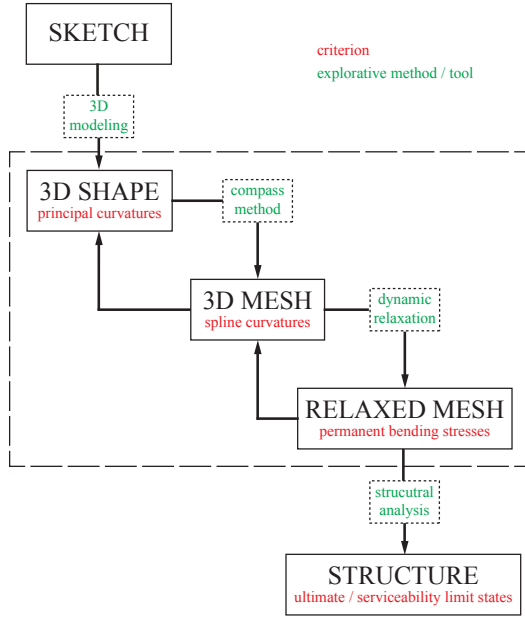 SKETCH
criterion
explorative method / tool
3D
modeling
3D SHAPE
principal curvatures
compass
method
3D MESH
spline curvatures
dynamic
relaxation
RELAXED MESH
permanent bending stresses
strucutral
analysis
STRUCTURE
ultimate / serviceability limit states